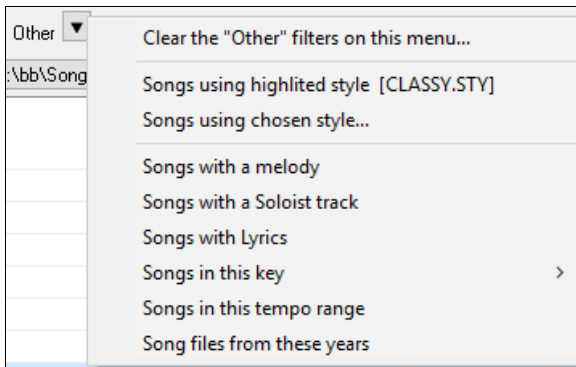 Other ▼
Clear the "Other" filters on this menu...
:\bb\Song
Songs using highlited style [CLASSY.STY]
Songs using chosen style...
Songs with a melody
Songs with a Soloist track
Songs with Lyrics
Songs in this key >
Songs in this tempo range
Song files from these years